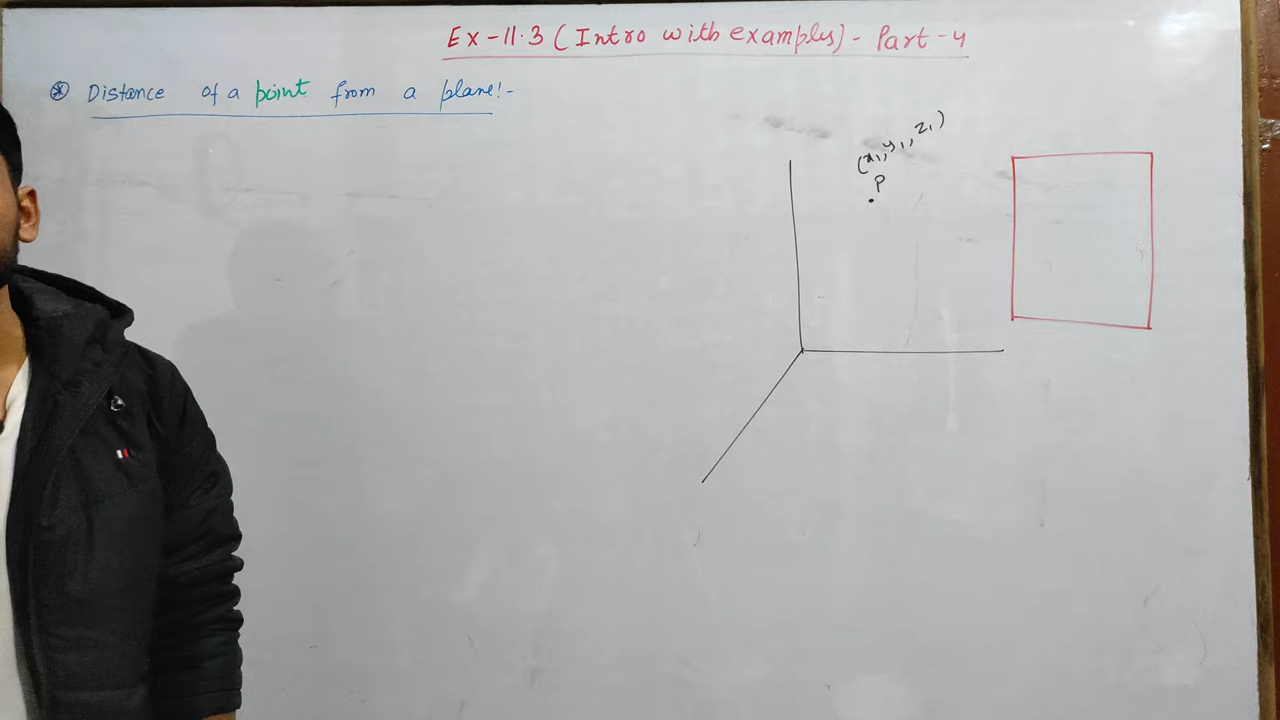 Ex-11.3 (Intro with examples) - Part-4
⊛ Distance of a point from a plane:-
(x₁, y₁, z₁)
P